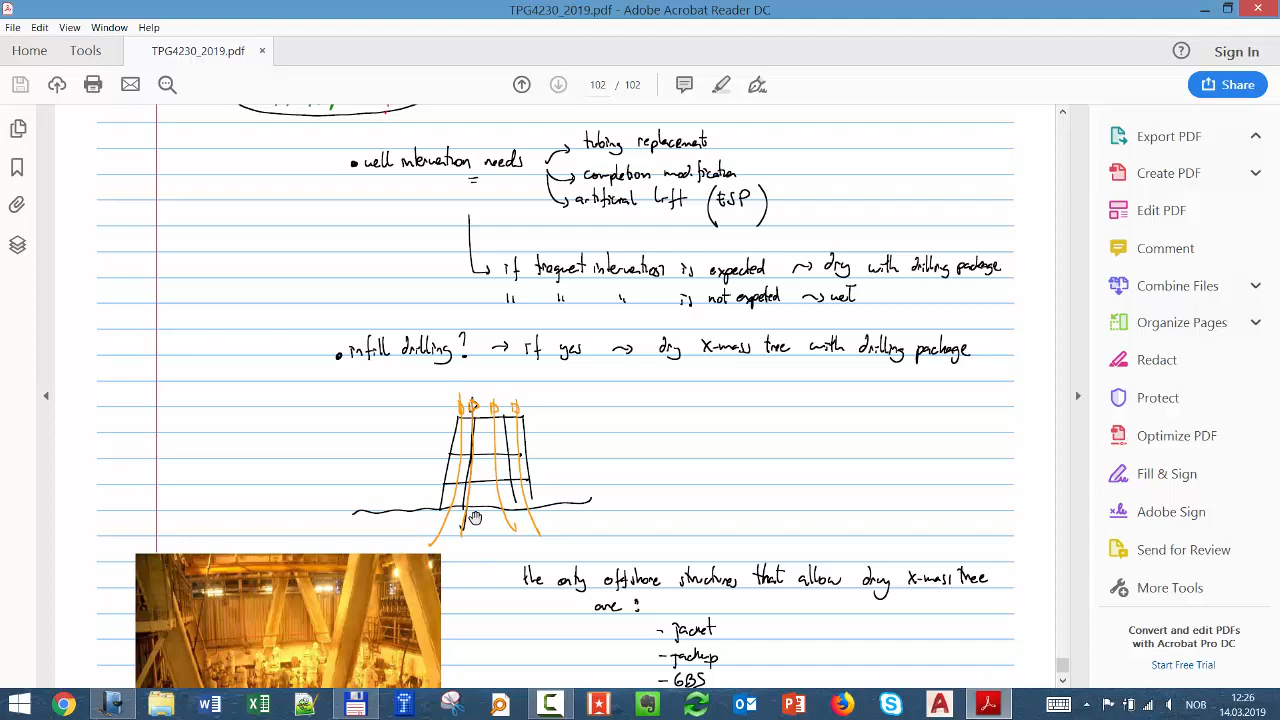 TPG4230_2019.pdf - Adobe Acrobat Reader DC
File Edit View Window Help
Home Tools TPG4230_2019.pdf × Sign In
102 / 102 Share
• well intervention needs
tubing replacement
completion modification
artificial lift (ESP)
if frequent intervention is expected dry with drilling package
" " " is not expected wet
• infill drilling? → if yes dry x-mass tree with drilling package
the only offshore structures that allow dry x-mass tree
are:
- jacket
- jackup
- GBS
Export PDF
Create PDF
Edit PDF
Comment
Combine Files
Organize Pages
Redact
Protect
Optimize PDF
Fill & Sign
Adobe Sign
Send for Review
More Tools
Convert and edit PDFs
with Acrobat Pro DC
Start Free Trial
NOB
12:26
14.03.2019